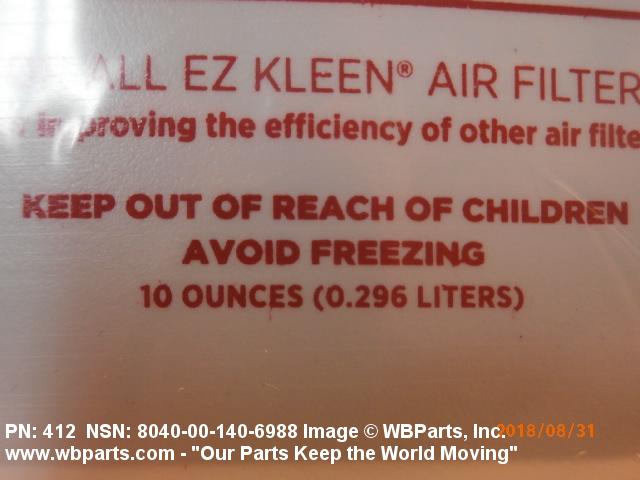 ALL EZ KLEEN® AIR FILTER
improving the efficiency of other air filte
KEEP OUT OF REACH OF CHILDREN
AVOID FREEZING
10 OUNCES (0.296 LITERS)
PN: 412 NSN: 8040-00-140-6988 Image © WBParts, Inc. 2018/08/31
www.wbparts.com - "Our Parts Keep the World Moving"